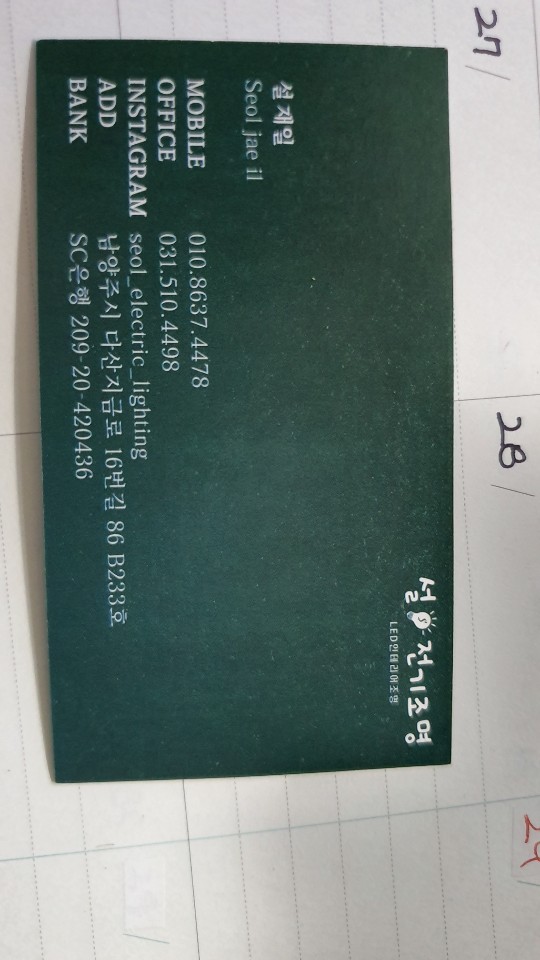 설 전기조명
LED인테리어조명
설 재일
Seol jae il
MOBILE 010.8637.4478
OFFICE 031.510.4498
INSTAGRAM seol_electric_lighting
ADD 남양주시 다산지금로 16번길 86 B233호
BANK SC은행 209-20-420436
27/
28/
29